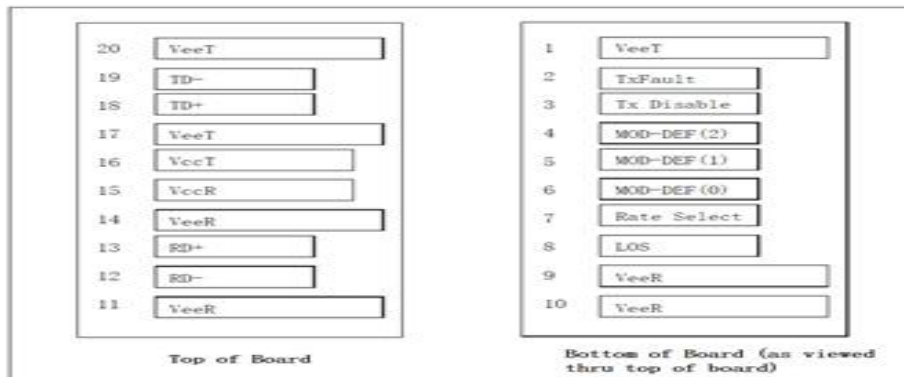 20 VeeT
19 TD-
18 TD+
17 VeeT
16 VccT
15 VccR
14 VeeR
13 RD+
12 RD-
11 VeeR
Top of Board
1 VeeT
2 TxFault
3 Tx Disable
4 MOD-DEF(2)
5 MOD-DEF(1)
6 MOD-DEF(0)
7 Rate Select
8 LOS
9 VeeR
10 VeeR
Bottom of Board (as viewed
thru top of board)